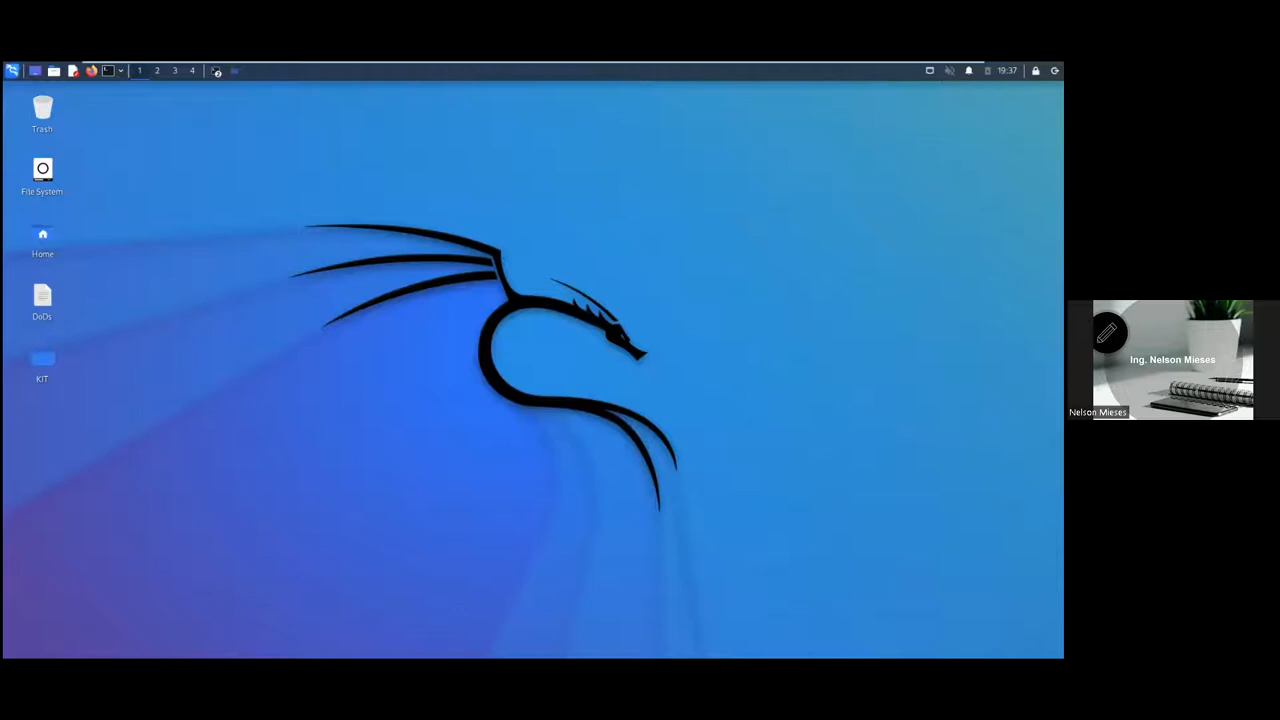 1 2 3 4
19:37
Trash
File System
Home
DoDs
KIT
Ing. Nelson Mieses
Nelson Mieses